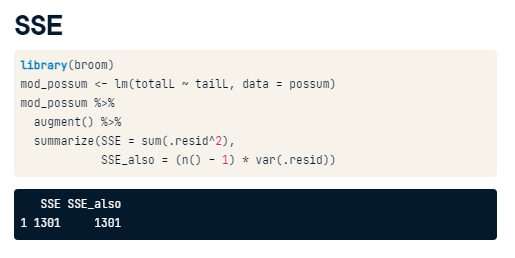 SSE
library(broom)
mod_possum <- lm(totalL ~ tailL, data = possum)
mod_possum %>%
  augment() %>%
  summarize(SSE = sum(.resid^2),
            SSE_also = (n() - 1) * var(.resid))
   SSE SSE_also
1 1301     1301